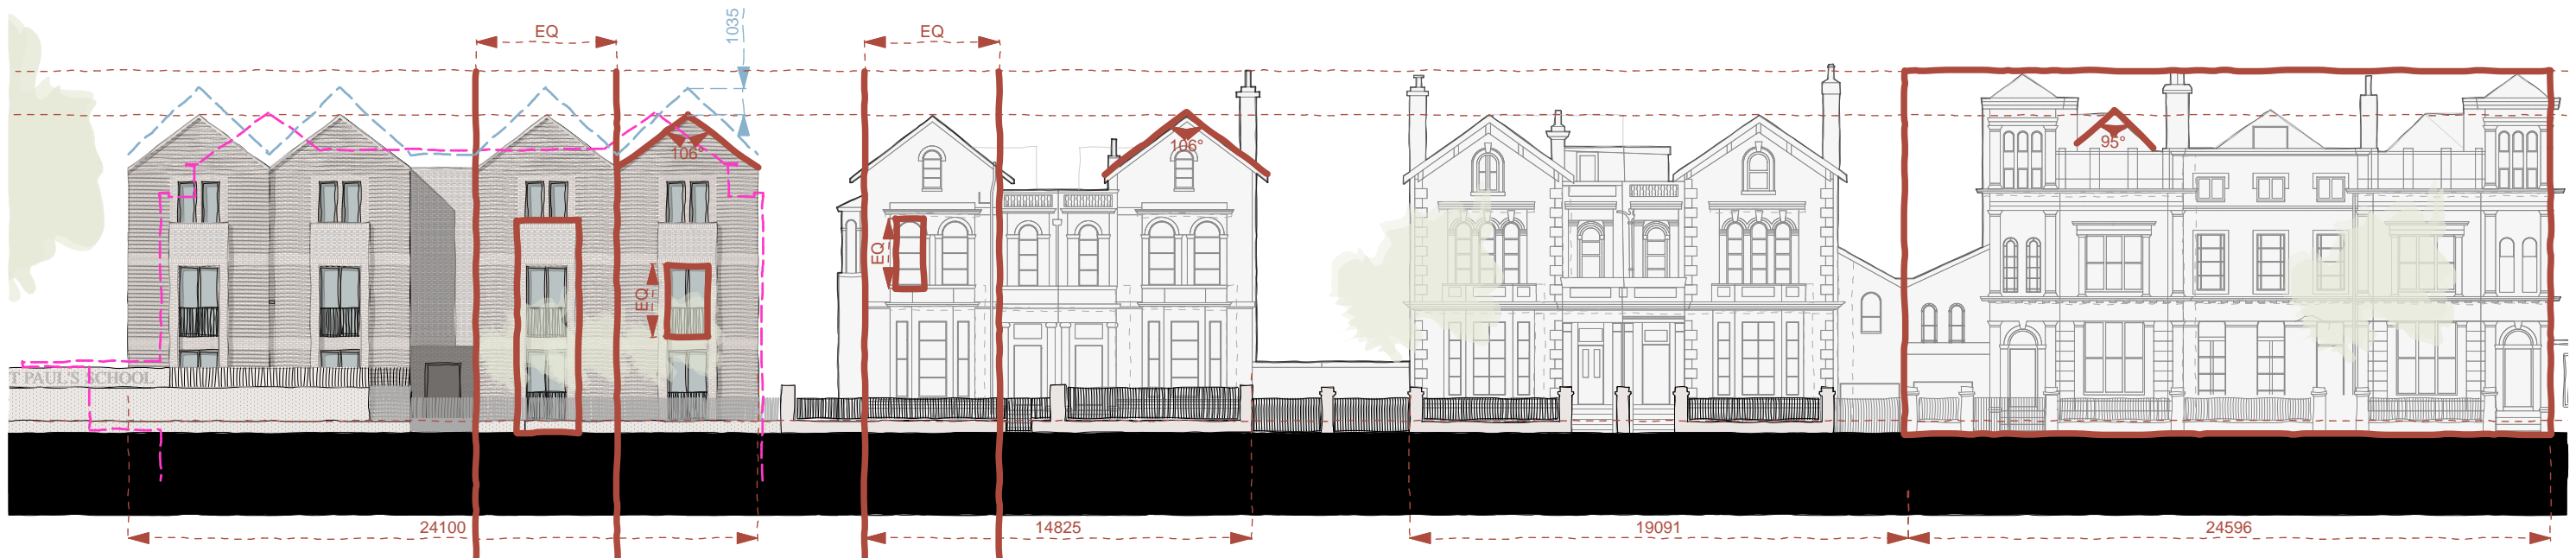 EQ
EQ
1035
106°
106°
95°
EQ
EQ
T PAUL'S SCHOOL
24100
14825
19091
24596